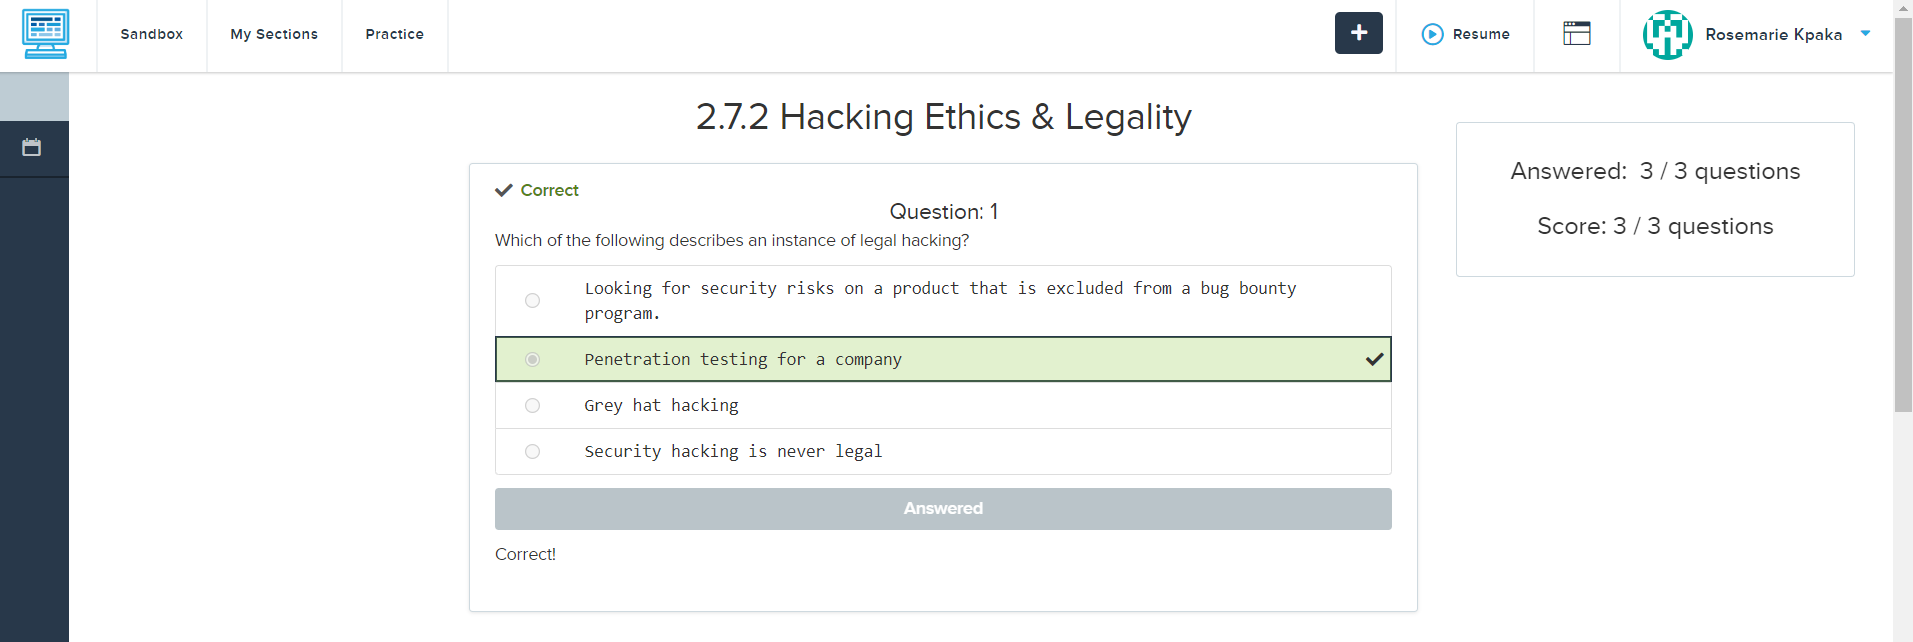 Sandbox
My Sections
Practice
+
Resume
Rosemarie Kpaka
2.7.2 Hacking Ethics & Legality
Answered: 3 / 3 questions
Score: 3 / 3 questions
Correct
Question: 1
Which of the following describes an instance of legal hacking?
Looking for security risks on a product that is excluded from a bug bounty
program.
Penetration testing for a company
Grey hat hacking
Security hacking is never legal
Answered
Correct!